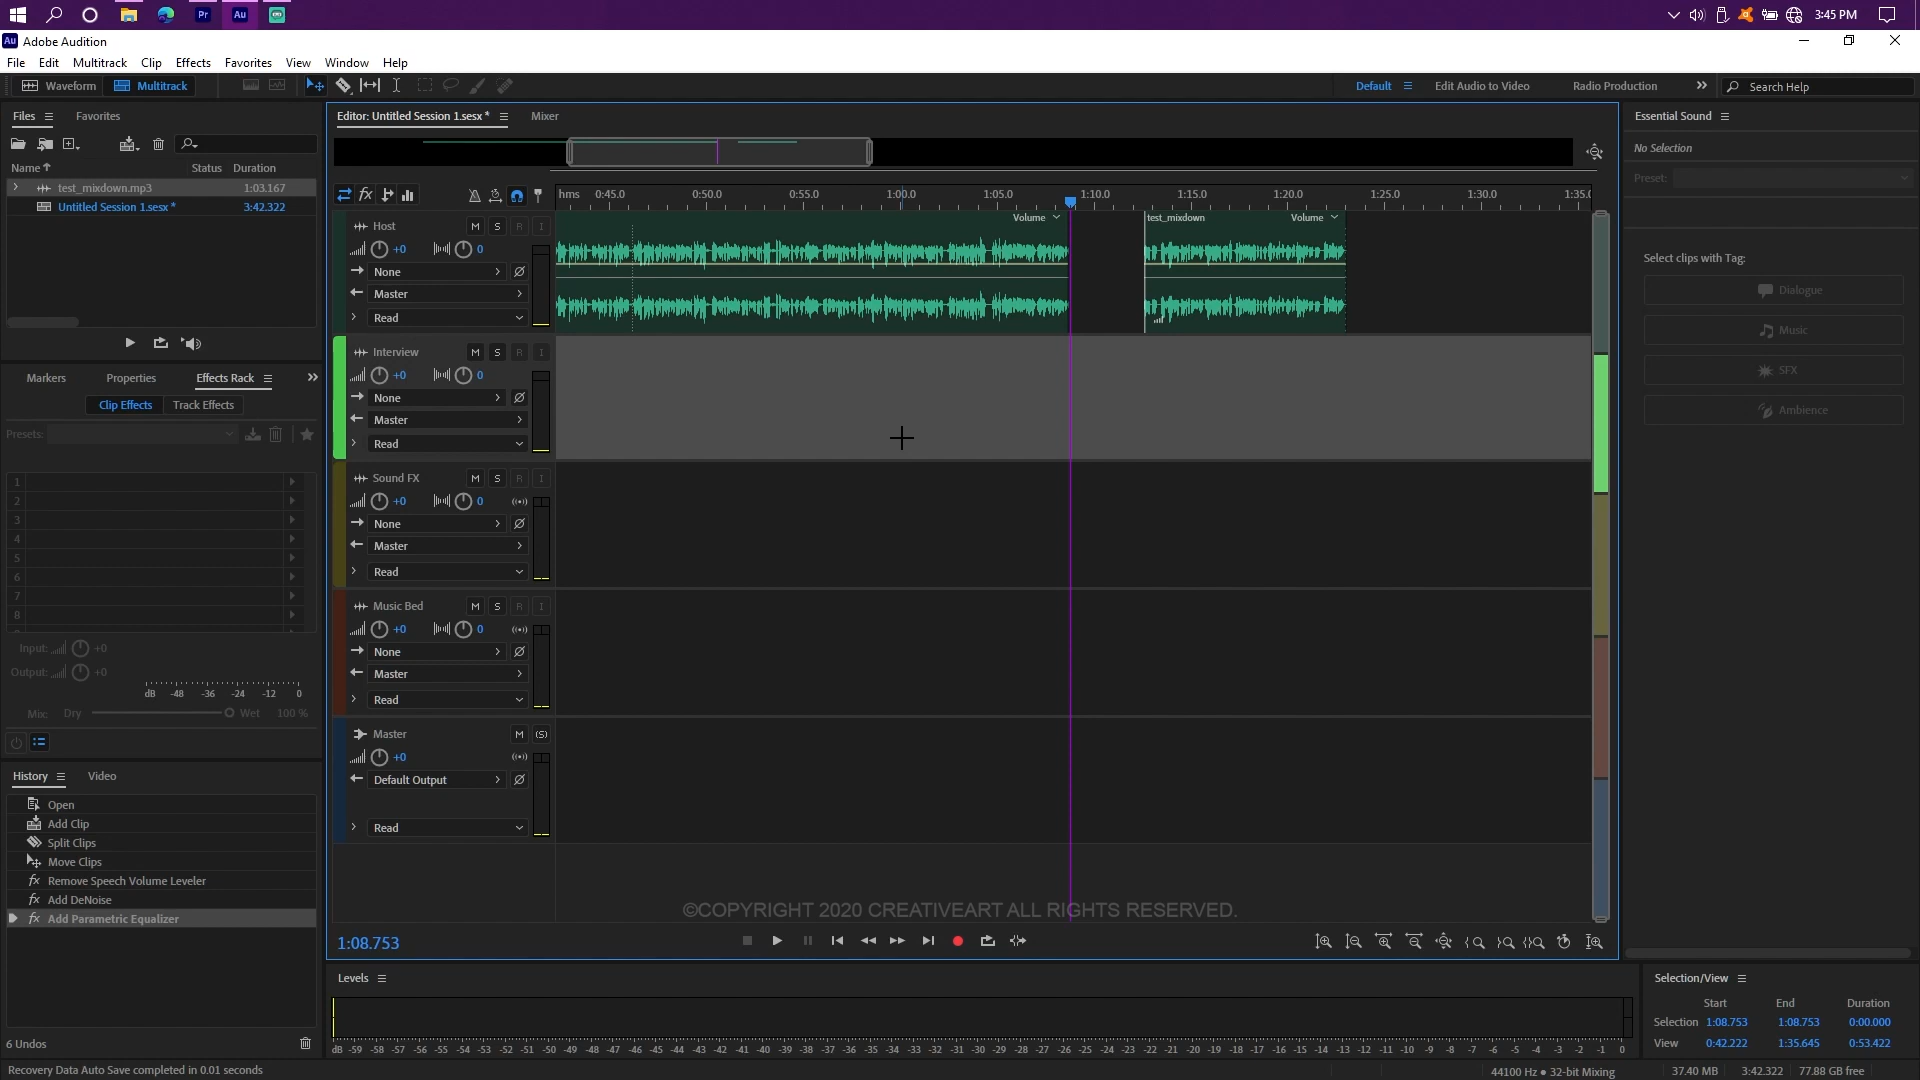 Pr
Au
3:45 PM
Au Adobe Audition
File Edit Multitrack Clip Effects Favorites View Window Help
Waveform Multitrack
Default Edit Audio to Video Radio Production Search Help
Files Favorites
Name Status Duration
test_mixdown.mp3 1:03.167
Untitled Session 1.sesx * 3:42.322
Markers Properties Effects Rack
Clip Effects Track Effects
Presets:
1
2
3
4
5
6
7
8
Input: +0
Output: +0
dB -48 -36 -24 -12 0
Mix: Dry Wet 100 %
History Video
Open
Add Clip
Split Clips
Move Clips
fx Remove Speech Volume Leveler
fx Add DeNoise
fx Add Parametric Equalizer
6 Undos
Recovery Data Auto Save completed in 0.01 seconds
Editor: Untitled Session 1.sesx * Mixer
fx
hms 0:45.0 0:50.0 0:55.0 1:00.0 1:05.0 1:10.0 1:15.0 1:20.0 1:25.0 1:30.0 1:35.0
Host M S R I
+0 0
None
Master
Read
Volume
test_mixdown Volume
Interview M S R I
+0 0
None
Master
Read
Sound FX M S R I
+0 0
None
Master
Read
Music Bed M S R I
+0 0
None
Master
Read
Master M (S)
+0
Default Output
Read
©COPYRIGHT 2020 CREATIVEART ALL RIGHTS RESERVED.
1:08.753
Levels
dB -59 -58 -57 -56 -55 -54 -53 -52 -51 -50 -49 -48 -47 -46 -45 -44 -43 -42 -41 -40 -39 -38 -37 -36 -35 -34 -33 -32 -31 -30 -29 -28 -27 -26 -25 -24 -23 -22 -21 -20 -19 -18 -17 -16 -15 -14 -13 -12 -11 -10 -9 -8 -7 -6 -5 -4 -3 -2 -1 0
Essential Sound
No Selection
Preset:
Select clips with Tag:
Dialogue
Music
SFX
Ambience
Selection/View
Start End Duration
Selection 1:08.753 1:08.753 0:00.000
View 0:42.222 1:35.645 0:53.422
44100 Hz ● 32-bit Mixing 37.40 MB 3:42.322 77.88 GB free